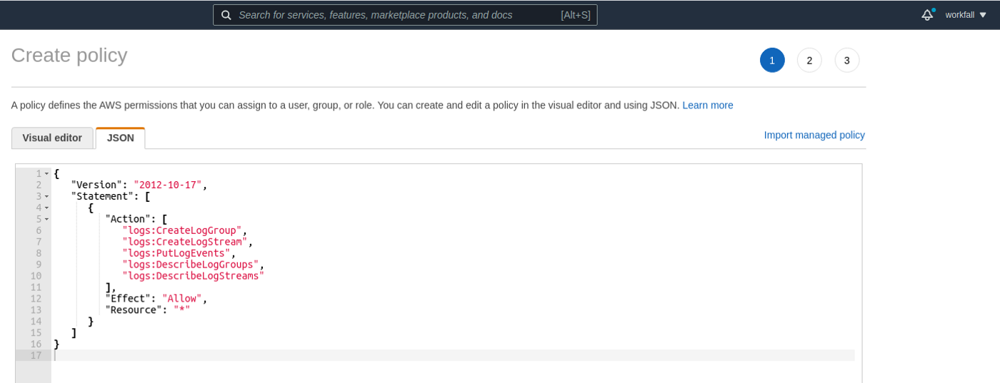 Search for services, features, marketplace products, and docs [Alt+S] workfall
Create policy 1 2 3
A policy defines the AWS permissions that you can assign to a user, group, or role. You can create and edit a policy in the visual editor and using JSON. Learn more
Visual editor JSON Import managed policy
1 {
2 "Version": "2012-10-17",
3 "Statement": [
4 {
5 "Action": [
6 "logs:CreateLogGroup",
7 "logs:CreateLogStream",
8 "logs:PutLogEvents",
9 "logs:DescribeLogGroups",
10 "logs:DescribeLogStreams"
11 ],
12 "Effect": "Allow",
13 "Resource": "*"
14 }
15 ]
16 }
17